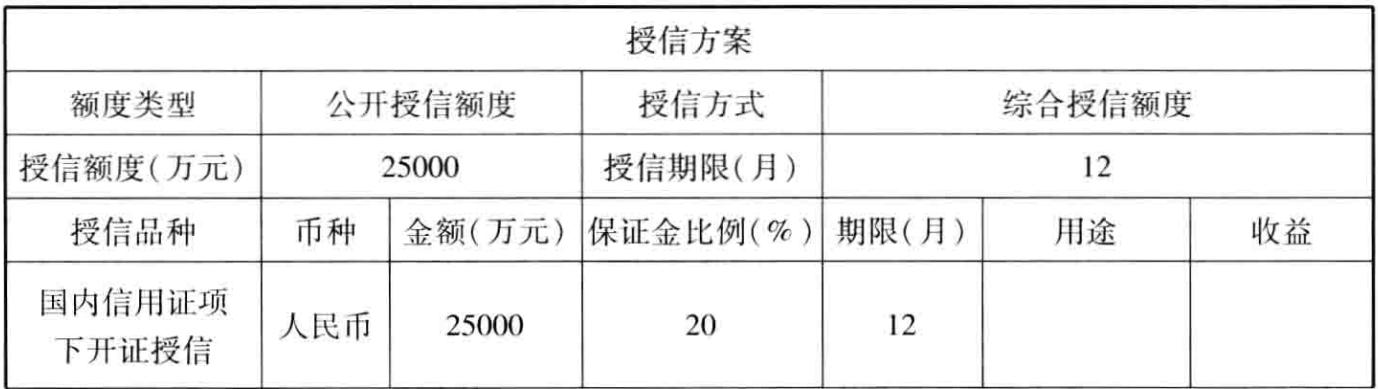 授信方案
额度类型 公开授信额度 授信方式 综合授信额度
授信额度(万元) 25000 授信期限(月) 12
授信品种 币种 金额(万元) 保证金比例(%) 期限(月) 用途 收益
国内信用证项
下开证授信 人民币 25000 20 12